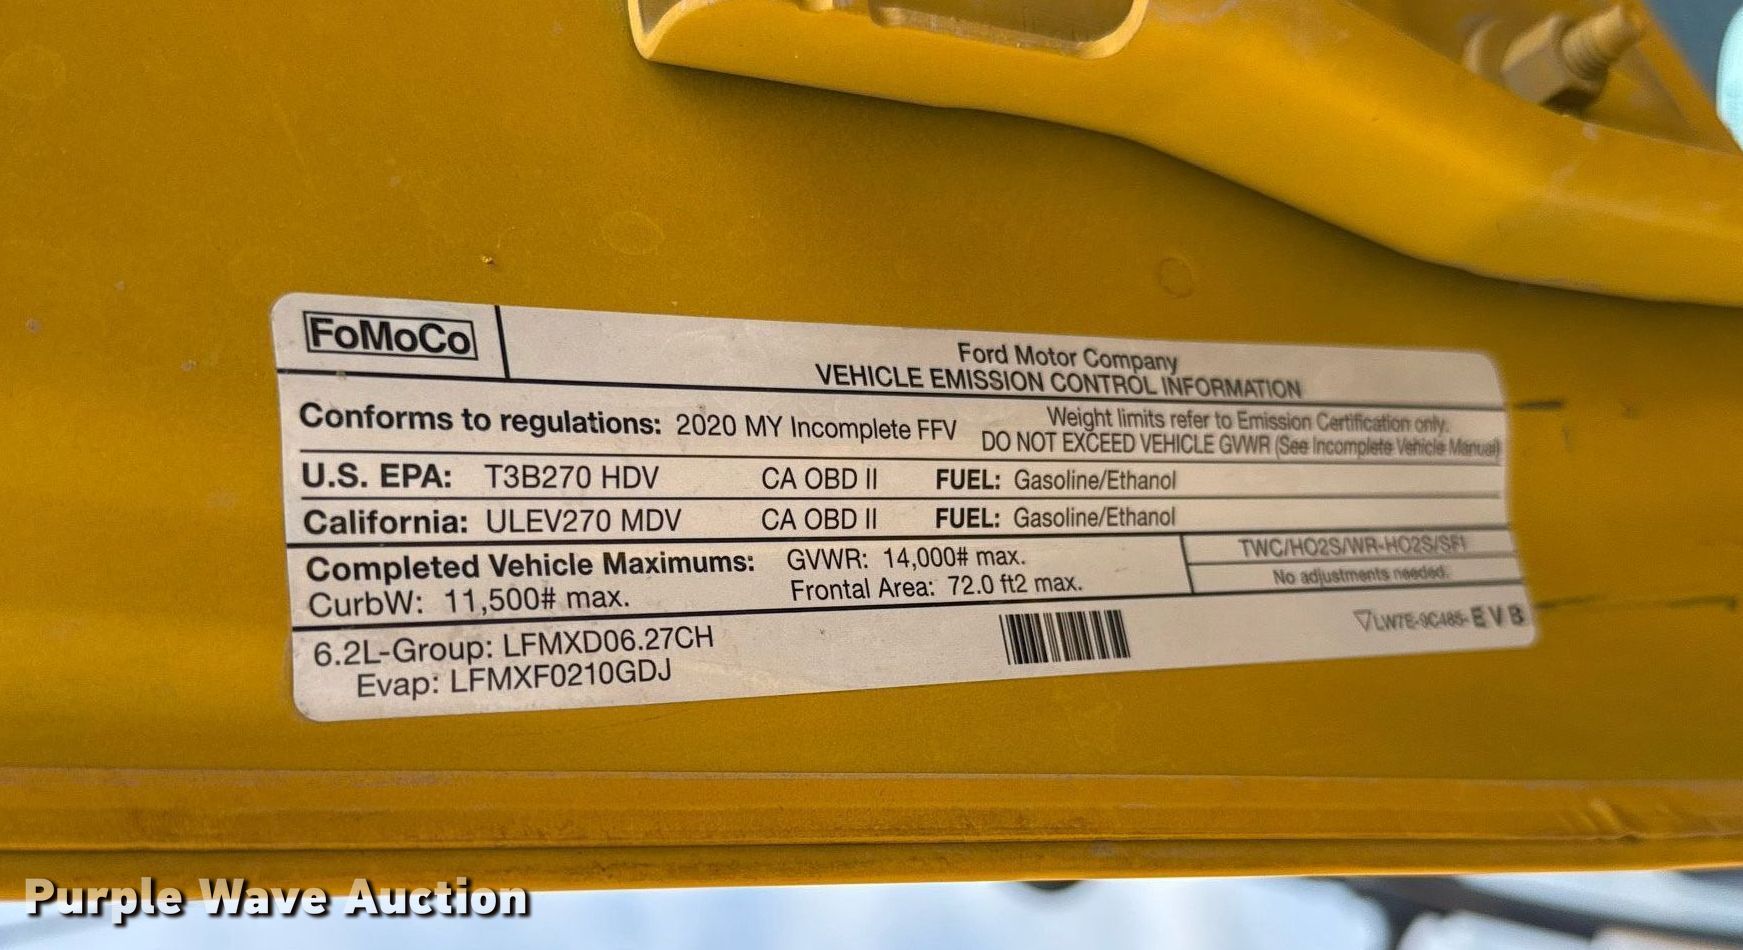 FoMoCo
Ford Motor Company
VEHICLE EMISSION CONTROL INFORMATION
Conforms to regulations: 2020 MY Incomplete FFV
Weight limits refer to Emission Certification only.
DO NOT EXCEED VEHICLE GVWR (See Incomplete Vehicle Manual)
U.S. EPA: T3B270 HDV CA OBD II FUEL: Gasoline/Ethanol
California: ULEV270 MDV CA OBD II FUEL: Gasoline/Ethanol
Completed Vehicle Maximums: GVWR: 14,000# max.
CurbW: 11,500# max. Frontal Area: 72.0 ft2 max.
TWC/HO2S/WR-HO2S/SFI
No adjustments needed.
6.2L-Group: LFMXD06.27CH
Evap: LFMXF0210GDJ
LW7E-9C485-EVB
Purple Wave Auction